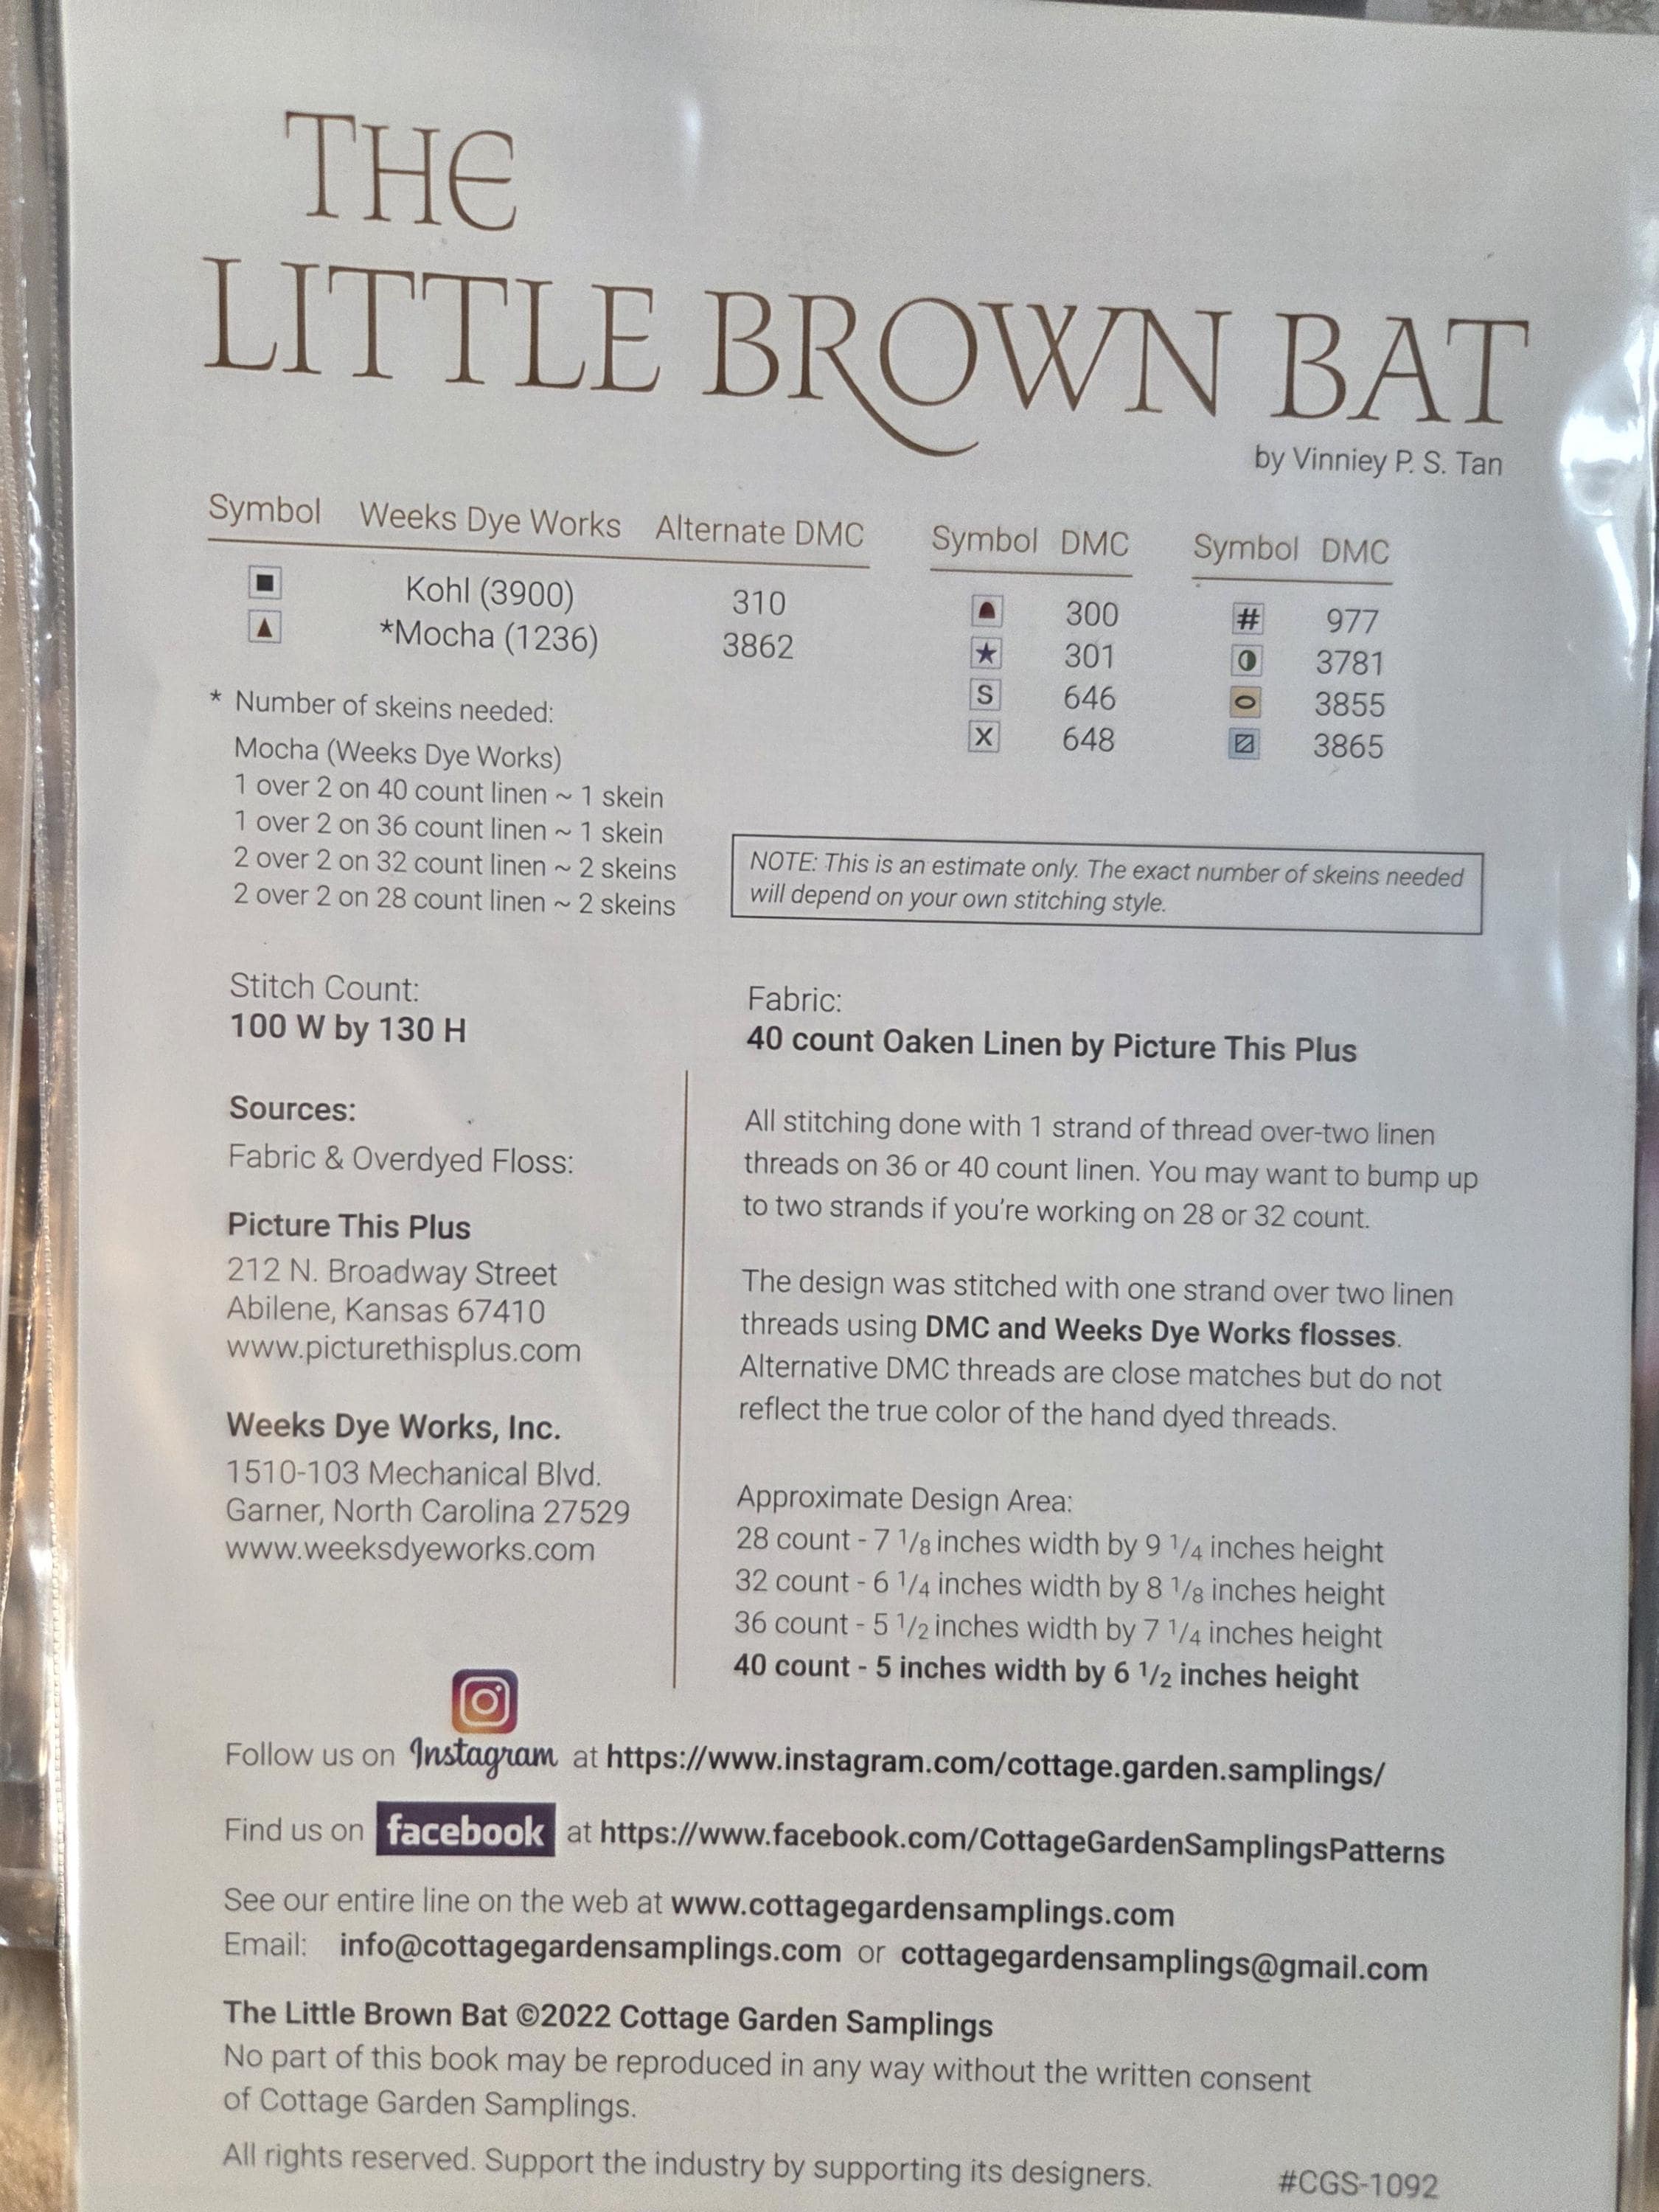 THE
LITTLE BROWN BAT
by Vinniey P. S. Tan
Symbol Weeks Dye Works Alternate DMC
■ Kohl (3900) 310
▲ *Mocha (1236) 3862
Symbol DMC
300
★ 301
S 646
X 648
Symbol DMC
# 977
3781
3855
3865
* Number of skeins needed:
Mocha (Weeks Dye Works)
1 over 2 on 40 count linen ~ 1 skein
1 over 2 on 36 count linen ~ 1 skein
2 over 2 on 32 count linen ~ 2 skeins
2 over 2 on 28 count linen ~ 2 skeins
NOTE: This is an estimate only. The exact number of skeins needed
will depend on your own stitching style.
Stitch Count:
100 W by 130 H
Sources:
Fabric & Overdyed Floss:
Picture This Plus
212 N. Broadway Street
Abilene, Kansas 67410
www.picturethisplus.com
Weeks Dye Works, Inc.
1510-103 Mechanical Blvd.
Garner, North Carolina 27529
www.weeksdyeworks.com
Fabric:
40 count Oaken Linen by Picture This Plus
All stitching done with 1 strand of thread over-two linen
threads on 36 or 40 count linen. You may want to bump up
to two strands if you're working on 28 or 32 count.
The design was stitched with one strand over two linen
threads using DMC and Weeks Dye Works flosses.
Alternative DMC threads are close matches but do not
reflect the true color of the hand dyed threads.
Approximate Design Area:
28 count - 7 1/8 inches width by 9 1/4 inches height
32 count - 6 1/4 inches width by 8 1/8 inches height
36 count - 5 1/2 inches width by 7 1/4 inches height
40 count - 5 inches width by 6 1/2 inches height
Follow us on Instagram at https://www.instagram.com/cottage.garden.samplings/
Find us on facebook at https://www.facebook.com/CottageGardenSamplingsPatterns
See our entire line on the web at www.cottagegardensamplings.com
Email: info@cottagegardensamplings.com or cottagegardensamplings@gmail.com
The Little Brown Bat ©2022 Cottage Garden Samplings
No part of this book may be reproduced in any way without the written consent
of Cottage Garden Samplings.
All rights reserved. Support the industry by supporting its designers. #CGS-1092